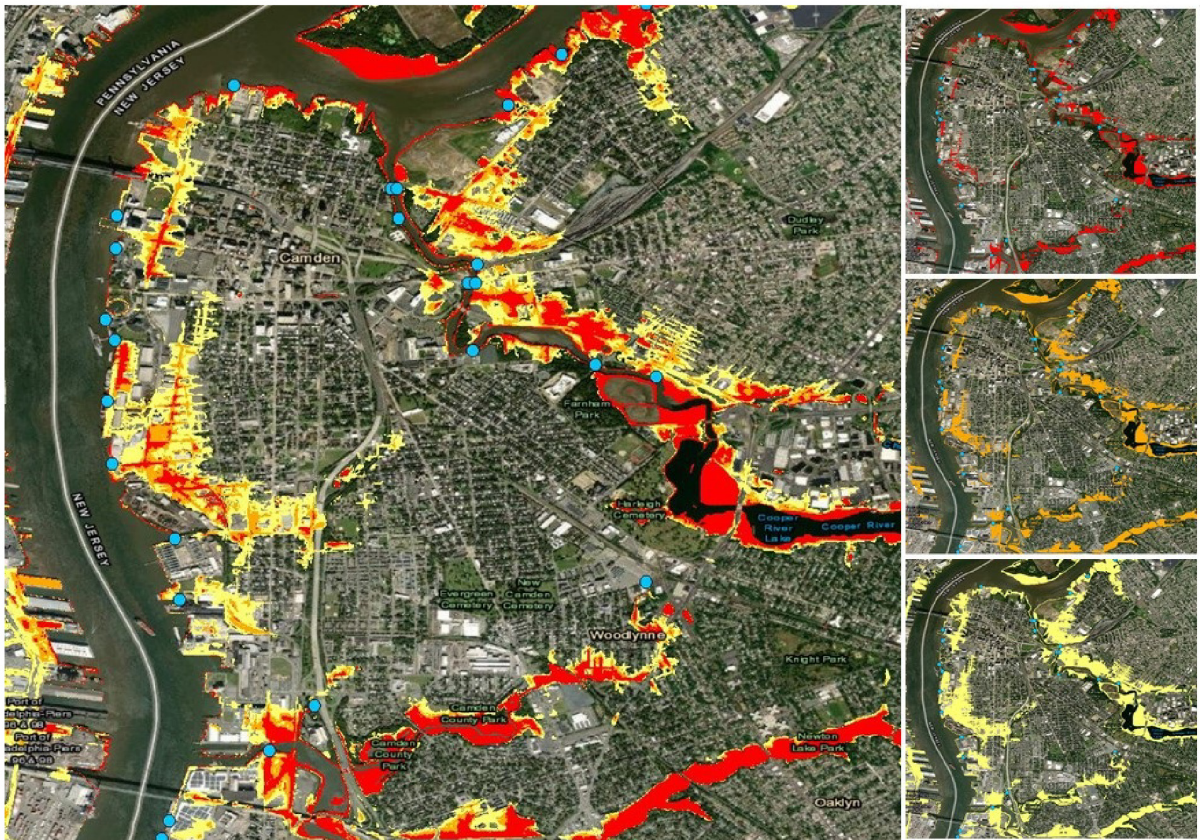 PENNSYLVANIA
NEW JERSEY
Dudley
Park
Camden
Farnham
Park
Harleigh
Cemetery
Cooper
River
Lake
Cooper River
NEW JERSEY
Evergreen
Cemetery
New
Camden
Cemetery
Woodlynne
Knight Park
Port of
delphia-Piers
96 & 98
Port of
adelphia-Piers
96 & 98
Camden
County Park
Camden
County
Park
Newton
Lake Park
Oaklyn